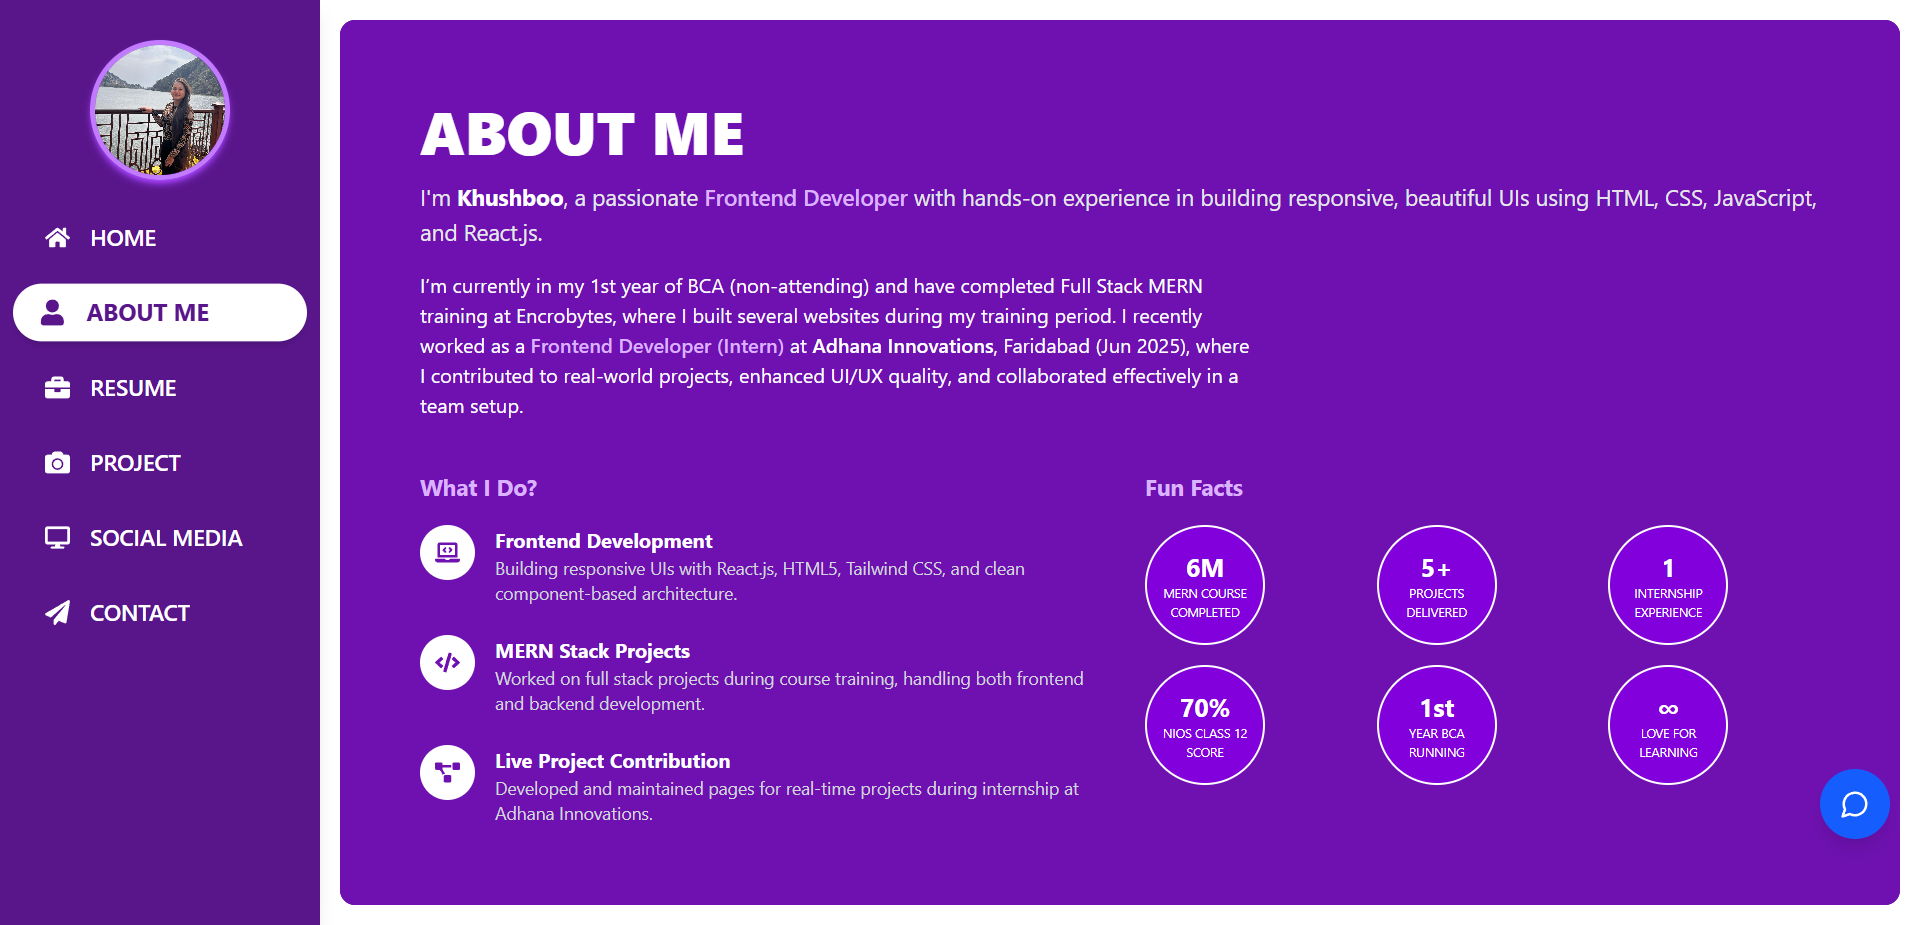 HOME
ABOUT ME
RESUME
PROJECT
SOCIAL MEDIA
CONTACT
ABOUT ME
I'm Khushboo, a passionate Frontend Developer with hands-on experience in building responsive, beautiful UIs using HTML, CSS, JavaScript,
and React.js.
I’m currently in my 1st year of BCA (non-attending) and have completed Full Stack MERN
training at Encrobytes, where I built several websites during my training period. I recently
worked as a Frontend Developer (Intern) at Adhana Innovations, Faridabad (Jun 2025), where
I contributed to real-world projects, enhanced UI/UX quality, and collaborated effectively in a
team setup.
What I Do?
Frontend Development
Building responsive UIs with React.js, HTML5, Tailwind CSS, and clean
component-based architecture.
MERN Stack Projects
Worked on full stack projects during course training, handling both frontend
and backend development.
Live Project Contribution
Developed and maintained pages for real-time projects during internship at
Adhana Innovations.
Fun Facts
6M
MERN COURSE
COMPLETED
5+
PROJECTS
DELIVERED
1
INTERNSHIP
EXPERIENCE
70%
NIOS CLASS 12
SCORE
1st
YEAR BCA
RUNNING
∞
LOVE FOR
LEARNING